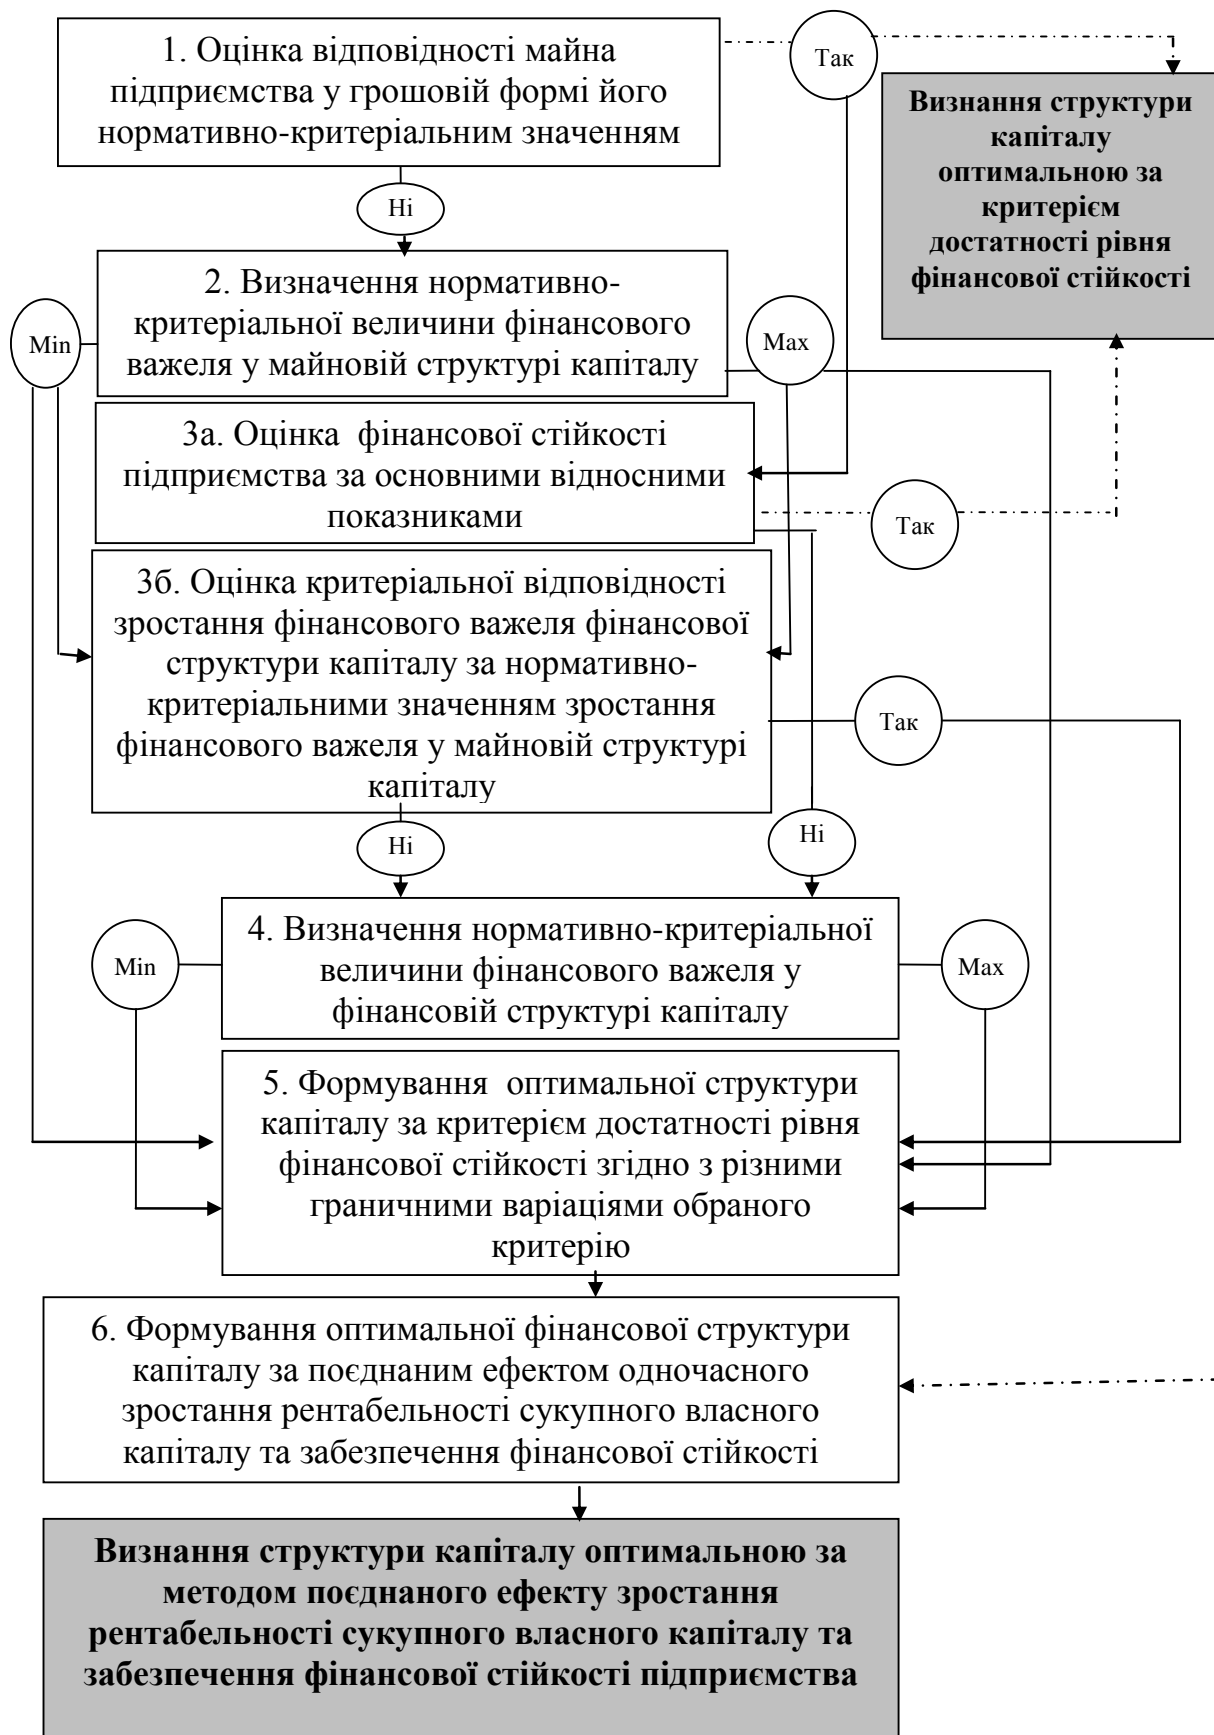 1. Оцінка відповідності майна
підприємства у грошовій формі його
нормативно-критеріальним значенням
Так
Визнання структури
капіталу
оптимальною за
критерієм
достатності рівня
фінансової стійкості
Ні
2. Визначення нормативно-
критеріальної величини фінансового
важеля у майновій структурі капіталу
Min
Max
3а. Оцінка фінансової стійкості
підприємства за основними відносними
показниками
Так
3б. Оцінка критеріальної відповідності
зростання фінансового важеля фінансової
структури капіталу за нормативно-
критеріальними значенням зростання
фінансового важеля у майновій структурі
капіталу
Так
Ні
Ні
4. Визначення нормативно-критеріальної
величини фінансового важеля у
фінансовій структурі капіталу
Min
Max
5. Формування оптимальної структури
капіталу за критерієм достатності рівня
фінансової стійкості згідно з різними
граничними варіаціями обраного
критерію
6. Формування оптимальної фінансової структури
капіталу за поєднаним ефектом одночасного
зростання рентабельності сукупного власного
капіталу та забезпечення фінансової стійкості
Визнання структури капіталу оптимальною за
методом поєднаного ефекту зростання
рентабельності сукупного власного капіталу та
забезпечення фінансової стійкості підприємства